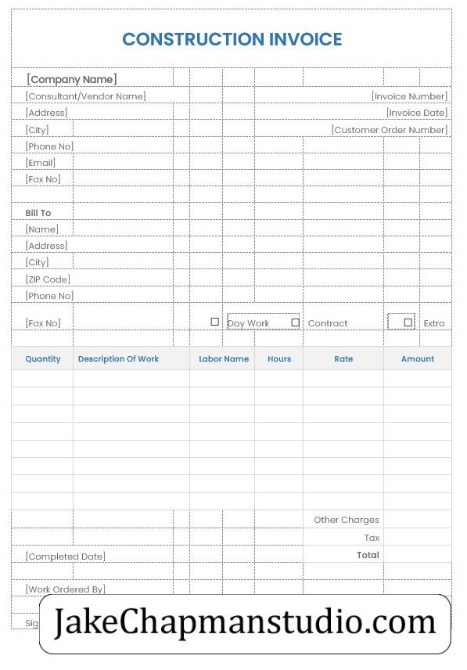 CONSTRUCTION INVOICE
[Company Name]
[Consultant/Vendor Name] [Invoice Number]
[Address] [Invoice Date]
[City] [Customer Order Number]
[Phone No]
[Email]
[Fax No]
Bill To
[Name]
[Address]
[City]
[ZIP Code]
[Phone No]
[Fax No] ☐ Day Work ☐ Contract ☐ Extra
Quantity Description Of Work Labor Name Hours Rate Amount
Other Charges
Tax
[Completed Date] Total
[Work Ordered By]
JakeChapmanstudio.com